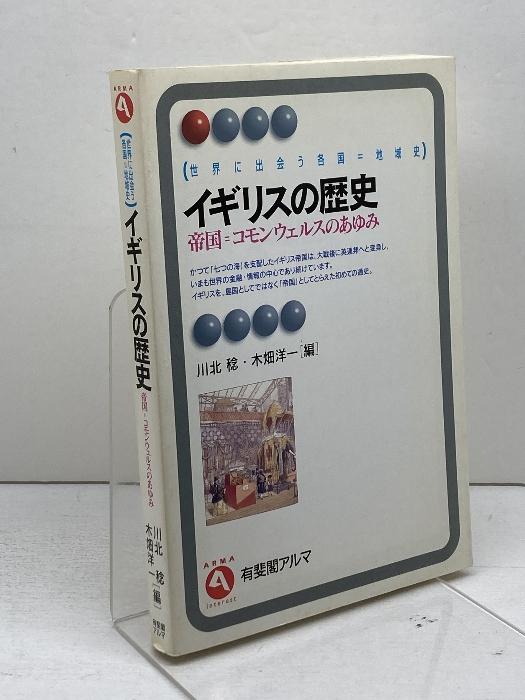 ARMA
A
(世界に出会う各国=地域史)
イギリスの歴史
帝国=コモンウェルスのあゆみ
川北 稔
木畑洋一[編]
有斐閣
アルマ
(世界に出会う各国=地域史)
イギリスの歴史
帝国=コモンウェルスのあゆみ
かつて「七つの海」を支配したイギリス帝国は、大戦後に英連邦へと変身し、
いまも世界の金融・情報の中心であり続けています。
イギリスを、島国としてではなく「帝国」としてとらえた初めての通史。
川北 稔・木畑洋一[編]
ARMA
A
interest
有斐閣アルマ